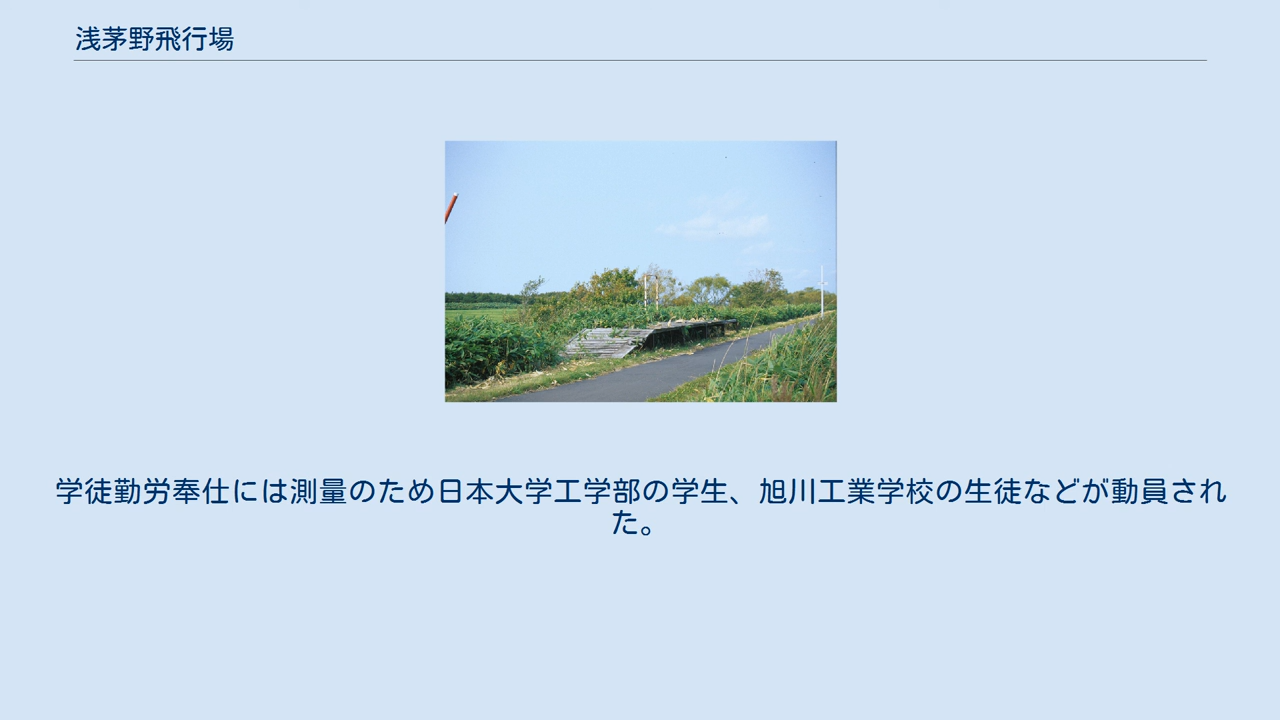 浅茅野飛行場
学徒勤労奉仕には測量のため日本大学工学部の学生、旭川工業学校の生徒などが動員され
た。